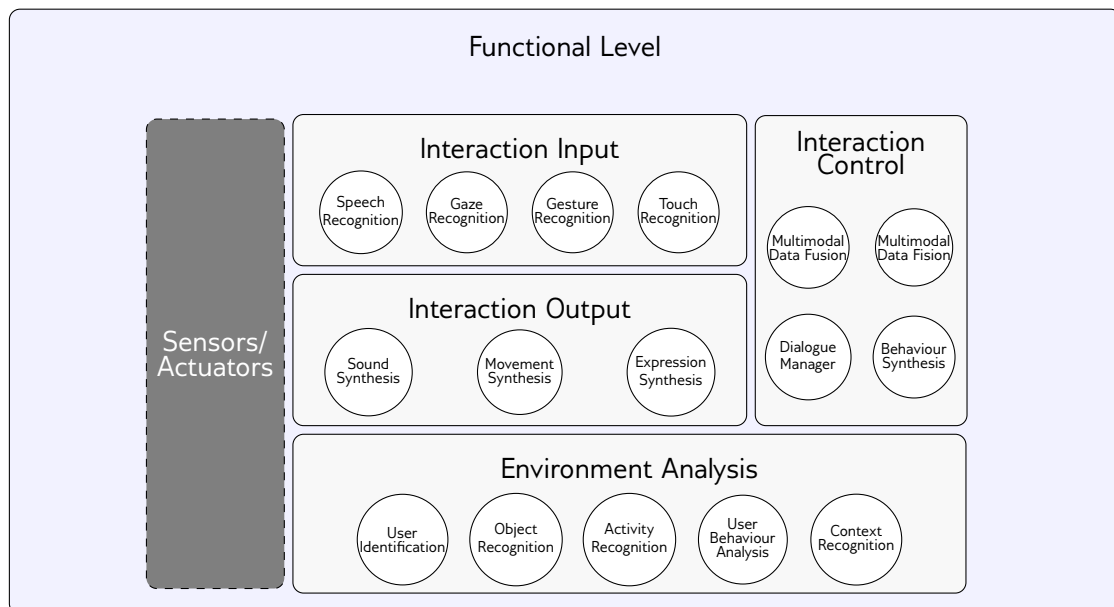 Functional Level
Sensors/
Actuators
Interaction Input
Speech
Recognition
Gaze
Recognition
Gesture
Recognition
Touch
Recognition
Interaction Output
Sound
Synthesis
Movement
Synthesis
Expression
Synthesis
Interaction
Control
Multimodal
Data Fusion
Multimodal
Data Fision
Dialogue
Manager
Behaviour
Synthesis
Environment Analysis
User
Identification
Object
Recognition
Activity
Recognition
User
Behaviour
Analysis
Context
Recognition